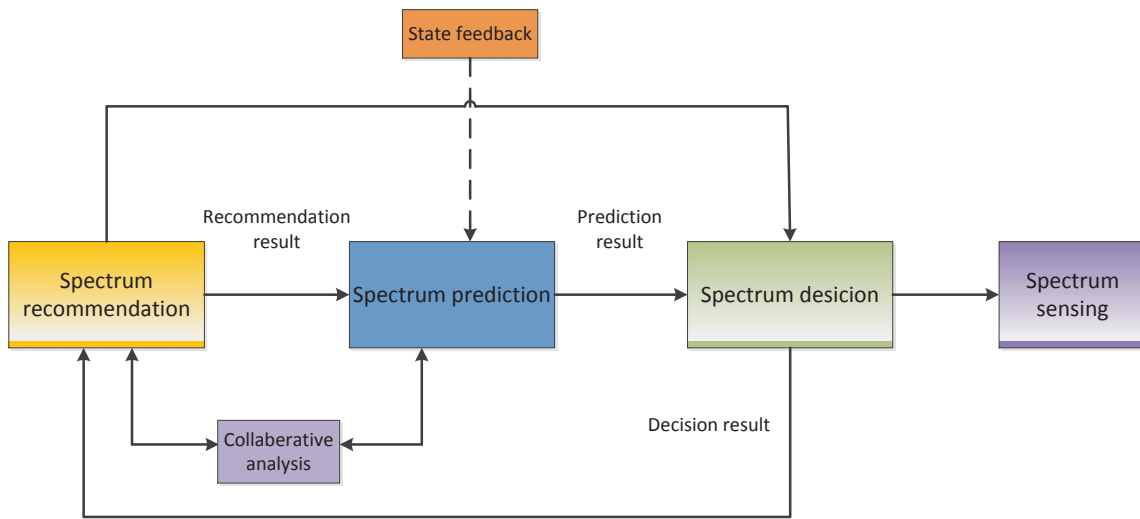 State feedback
Recommendation
result
Prediction
result
Spectrum
recommendation
Spectrum prediction
Spectrum desicion
Spectrum
sensing
Collaberative
analysis
Decision result